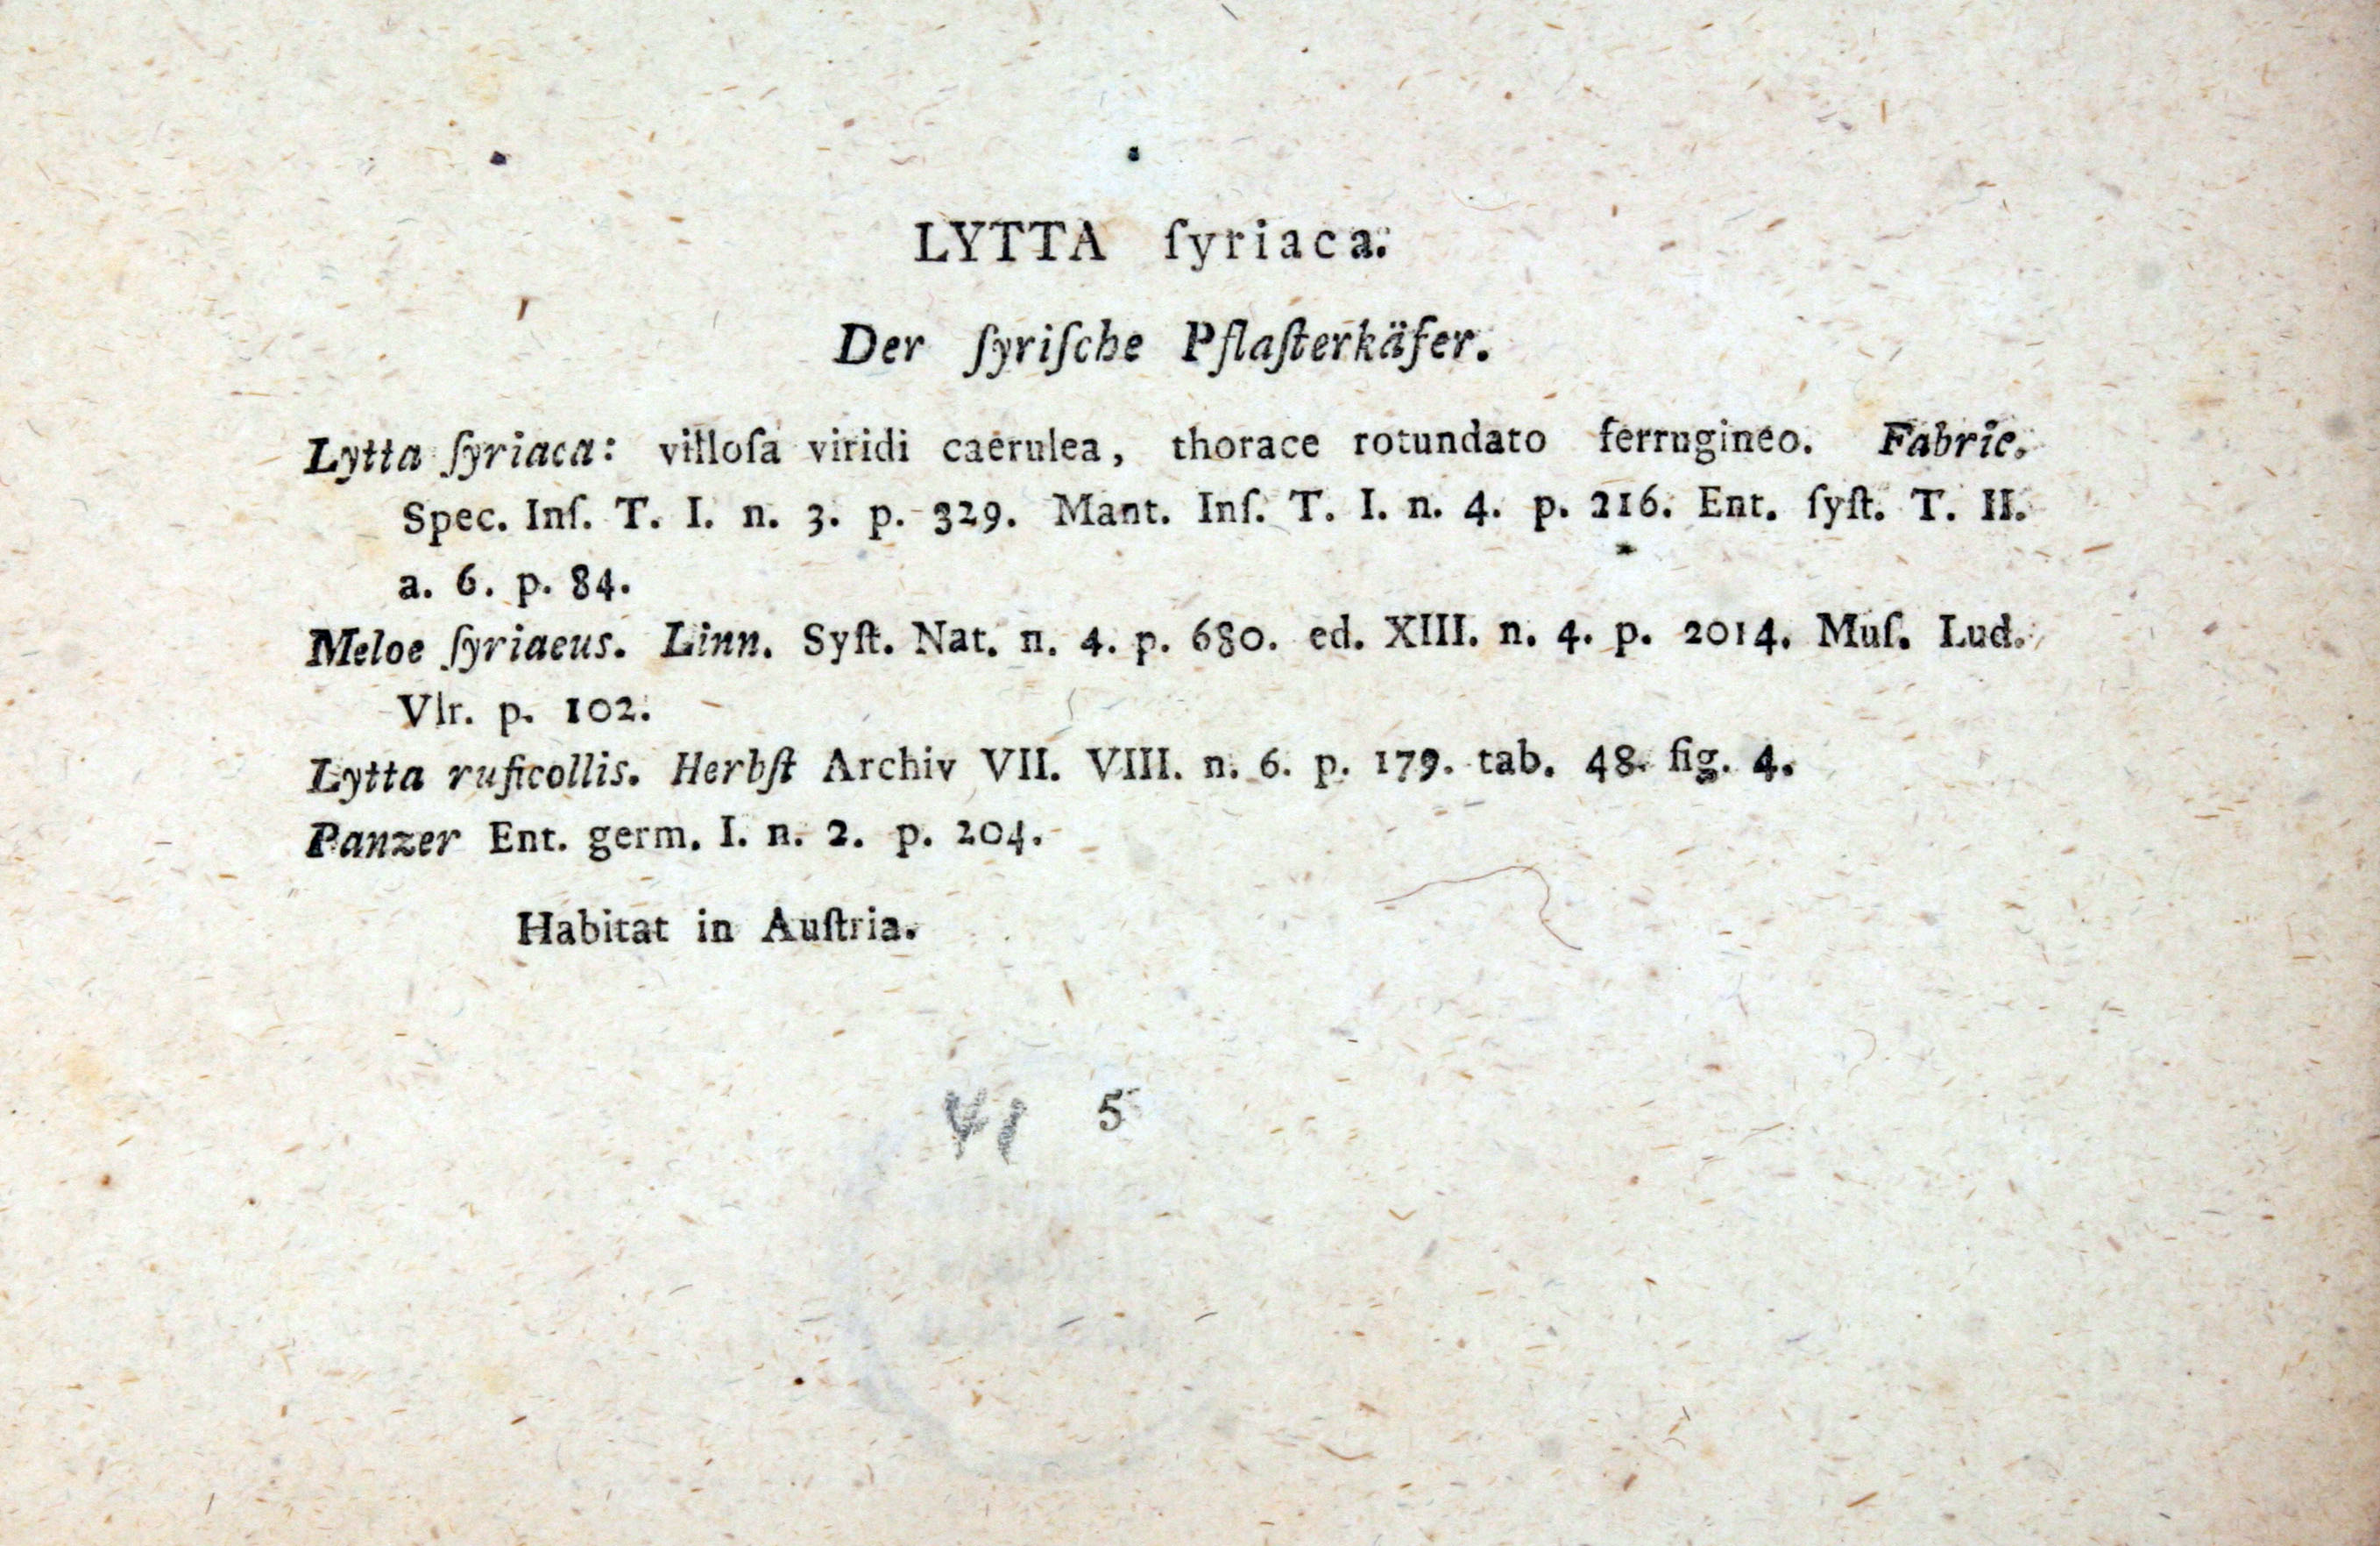 LYTTA ſyriaca.
Der ſyriſche Pflaſterkäfer.
Lytta ſyriaca: villoſa viridi caerulea, thorace rotundato ferrugineo. Fabric.
Spec. Inſ. T. I. n. 3. p. 329. Mant. Inſ. T. I. n. 4. p. 216. Ent. ſyſt. T. II.
a. 6. p. 84.
Meloe ſyriaeus. Linn. Syſt. Nat. n. 4. p. 680. ed. XIII. n. 4. p. 2014. Muſ. Lud.
Vlr. p. 102.
Lytta ruficollis. Herbſt Archiv VII. VIII. n. 6. p. 179. tab. 48. fig. 4.
Panzer Ent. germ. I. n. 2. p. 204.
Habitat in Auſtria.
41 5